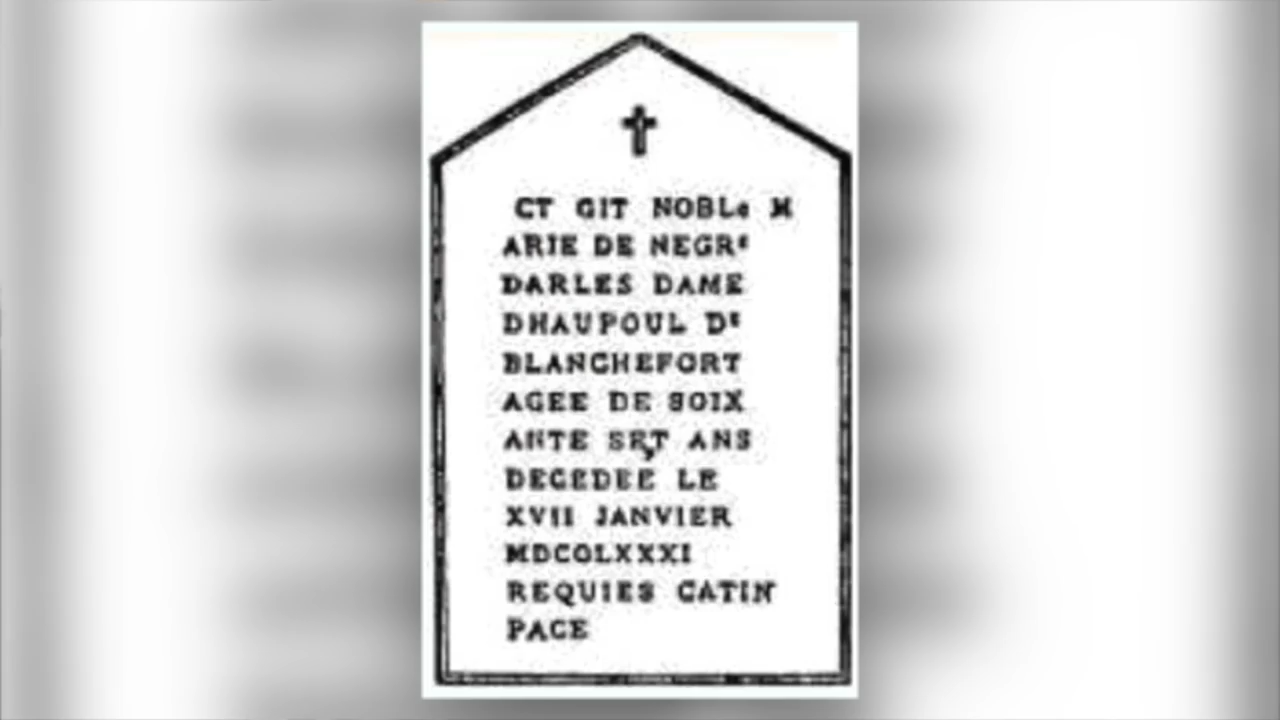 CT GIT NOBLe M
ARIE DE NEGRe
DARLES DAME
DHAUPOUL De
BLANCHEFORT
AGEE DE SOIX
ANTE SEpT ANS
DECEDEE LE
XVII JANVIER
MDCOLXXXI
REQUIES CATIN
PACE